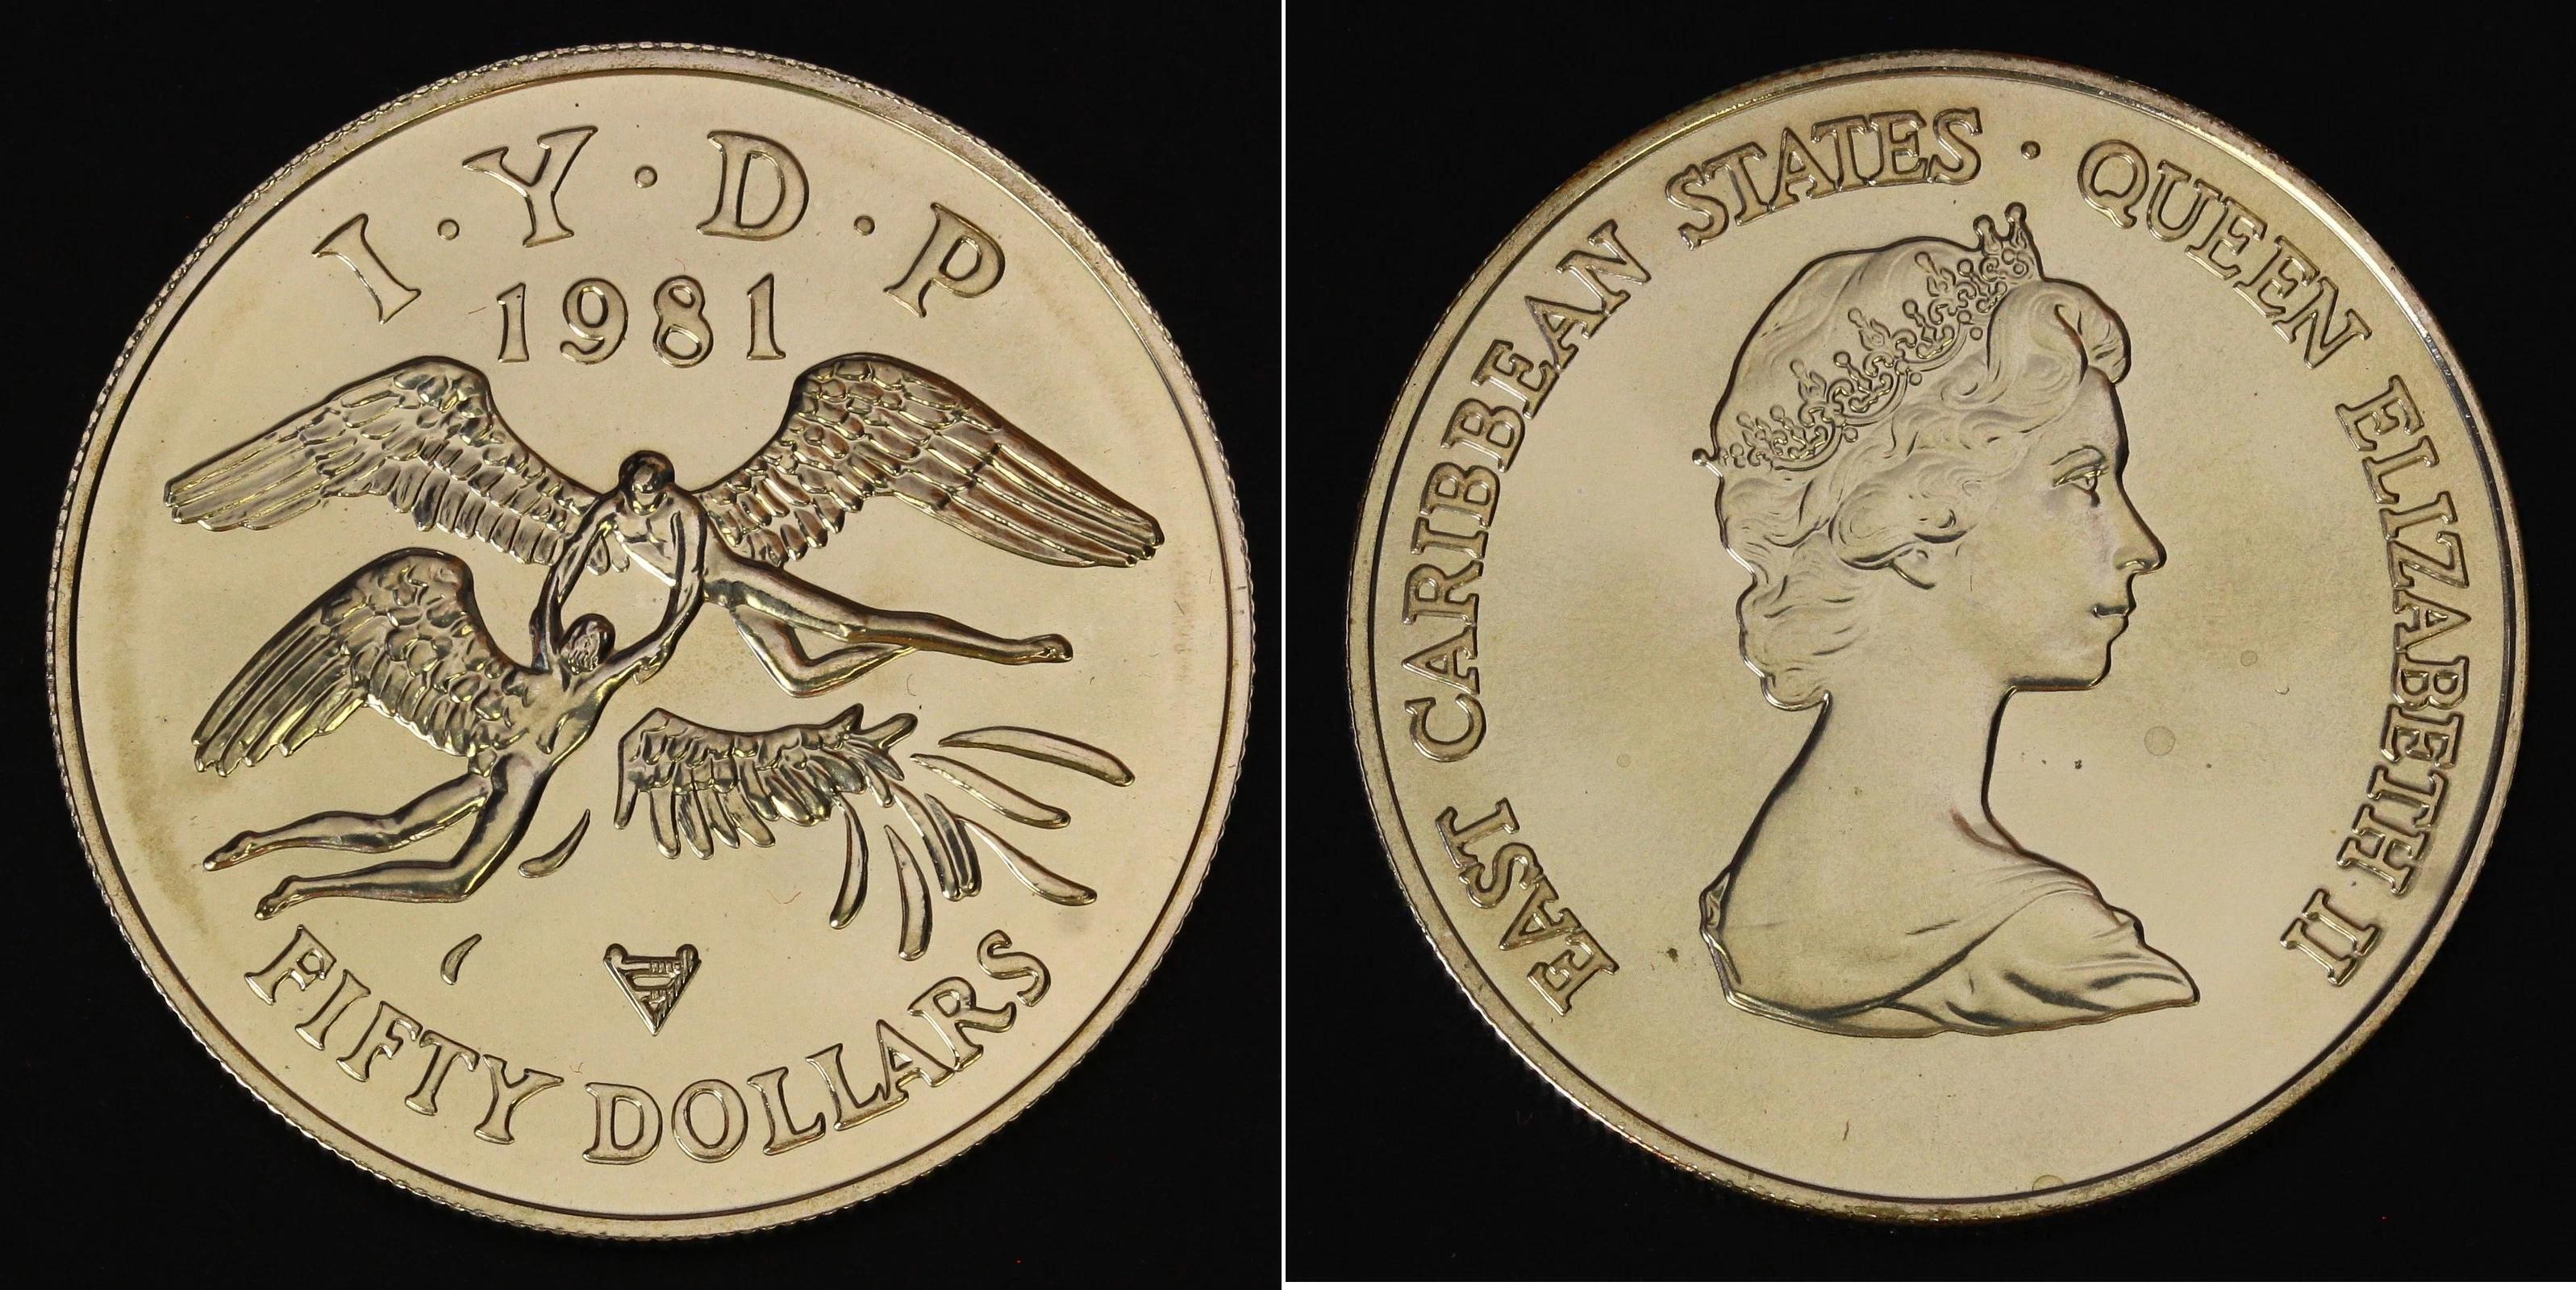 I · Y · D · P
1981
FIFTY DOLLARS
EAST CARIBBEAN STATES · QUEEN ELIZABETH II